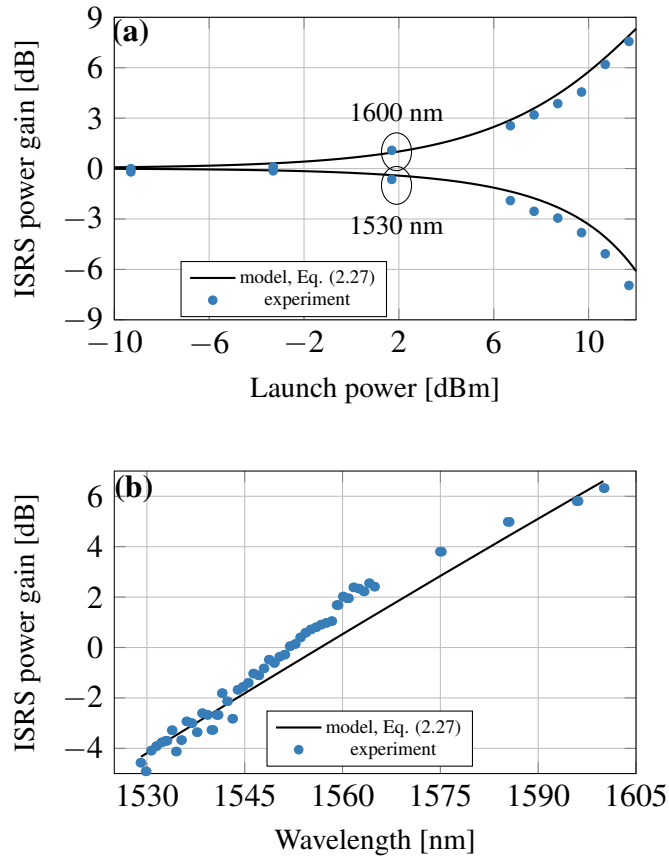 (a)
ISRS power gain [dB]
9
6
3
0
−3
−6
−9
1600 nm
1530 nm
model, Eq. (2.27)
experiment
−10
−6
−2
2
6
10
Launch power [dBm]
(b)
ISRS power gain [dB]
6
4
2
0
−2
−4
model, Eq. (2.27)
experiment
1530
1545
1560
1575
1590
1605
Wavelength [nm]